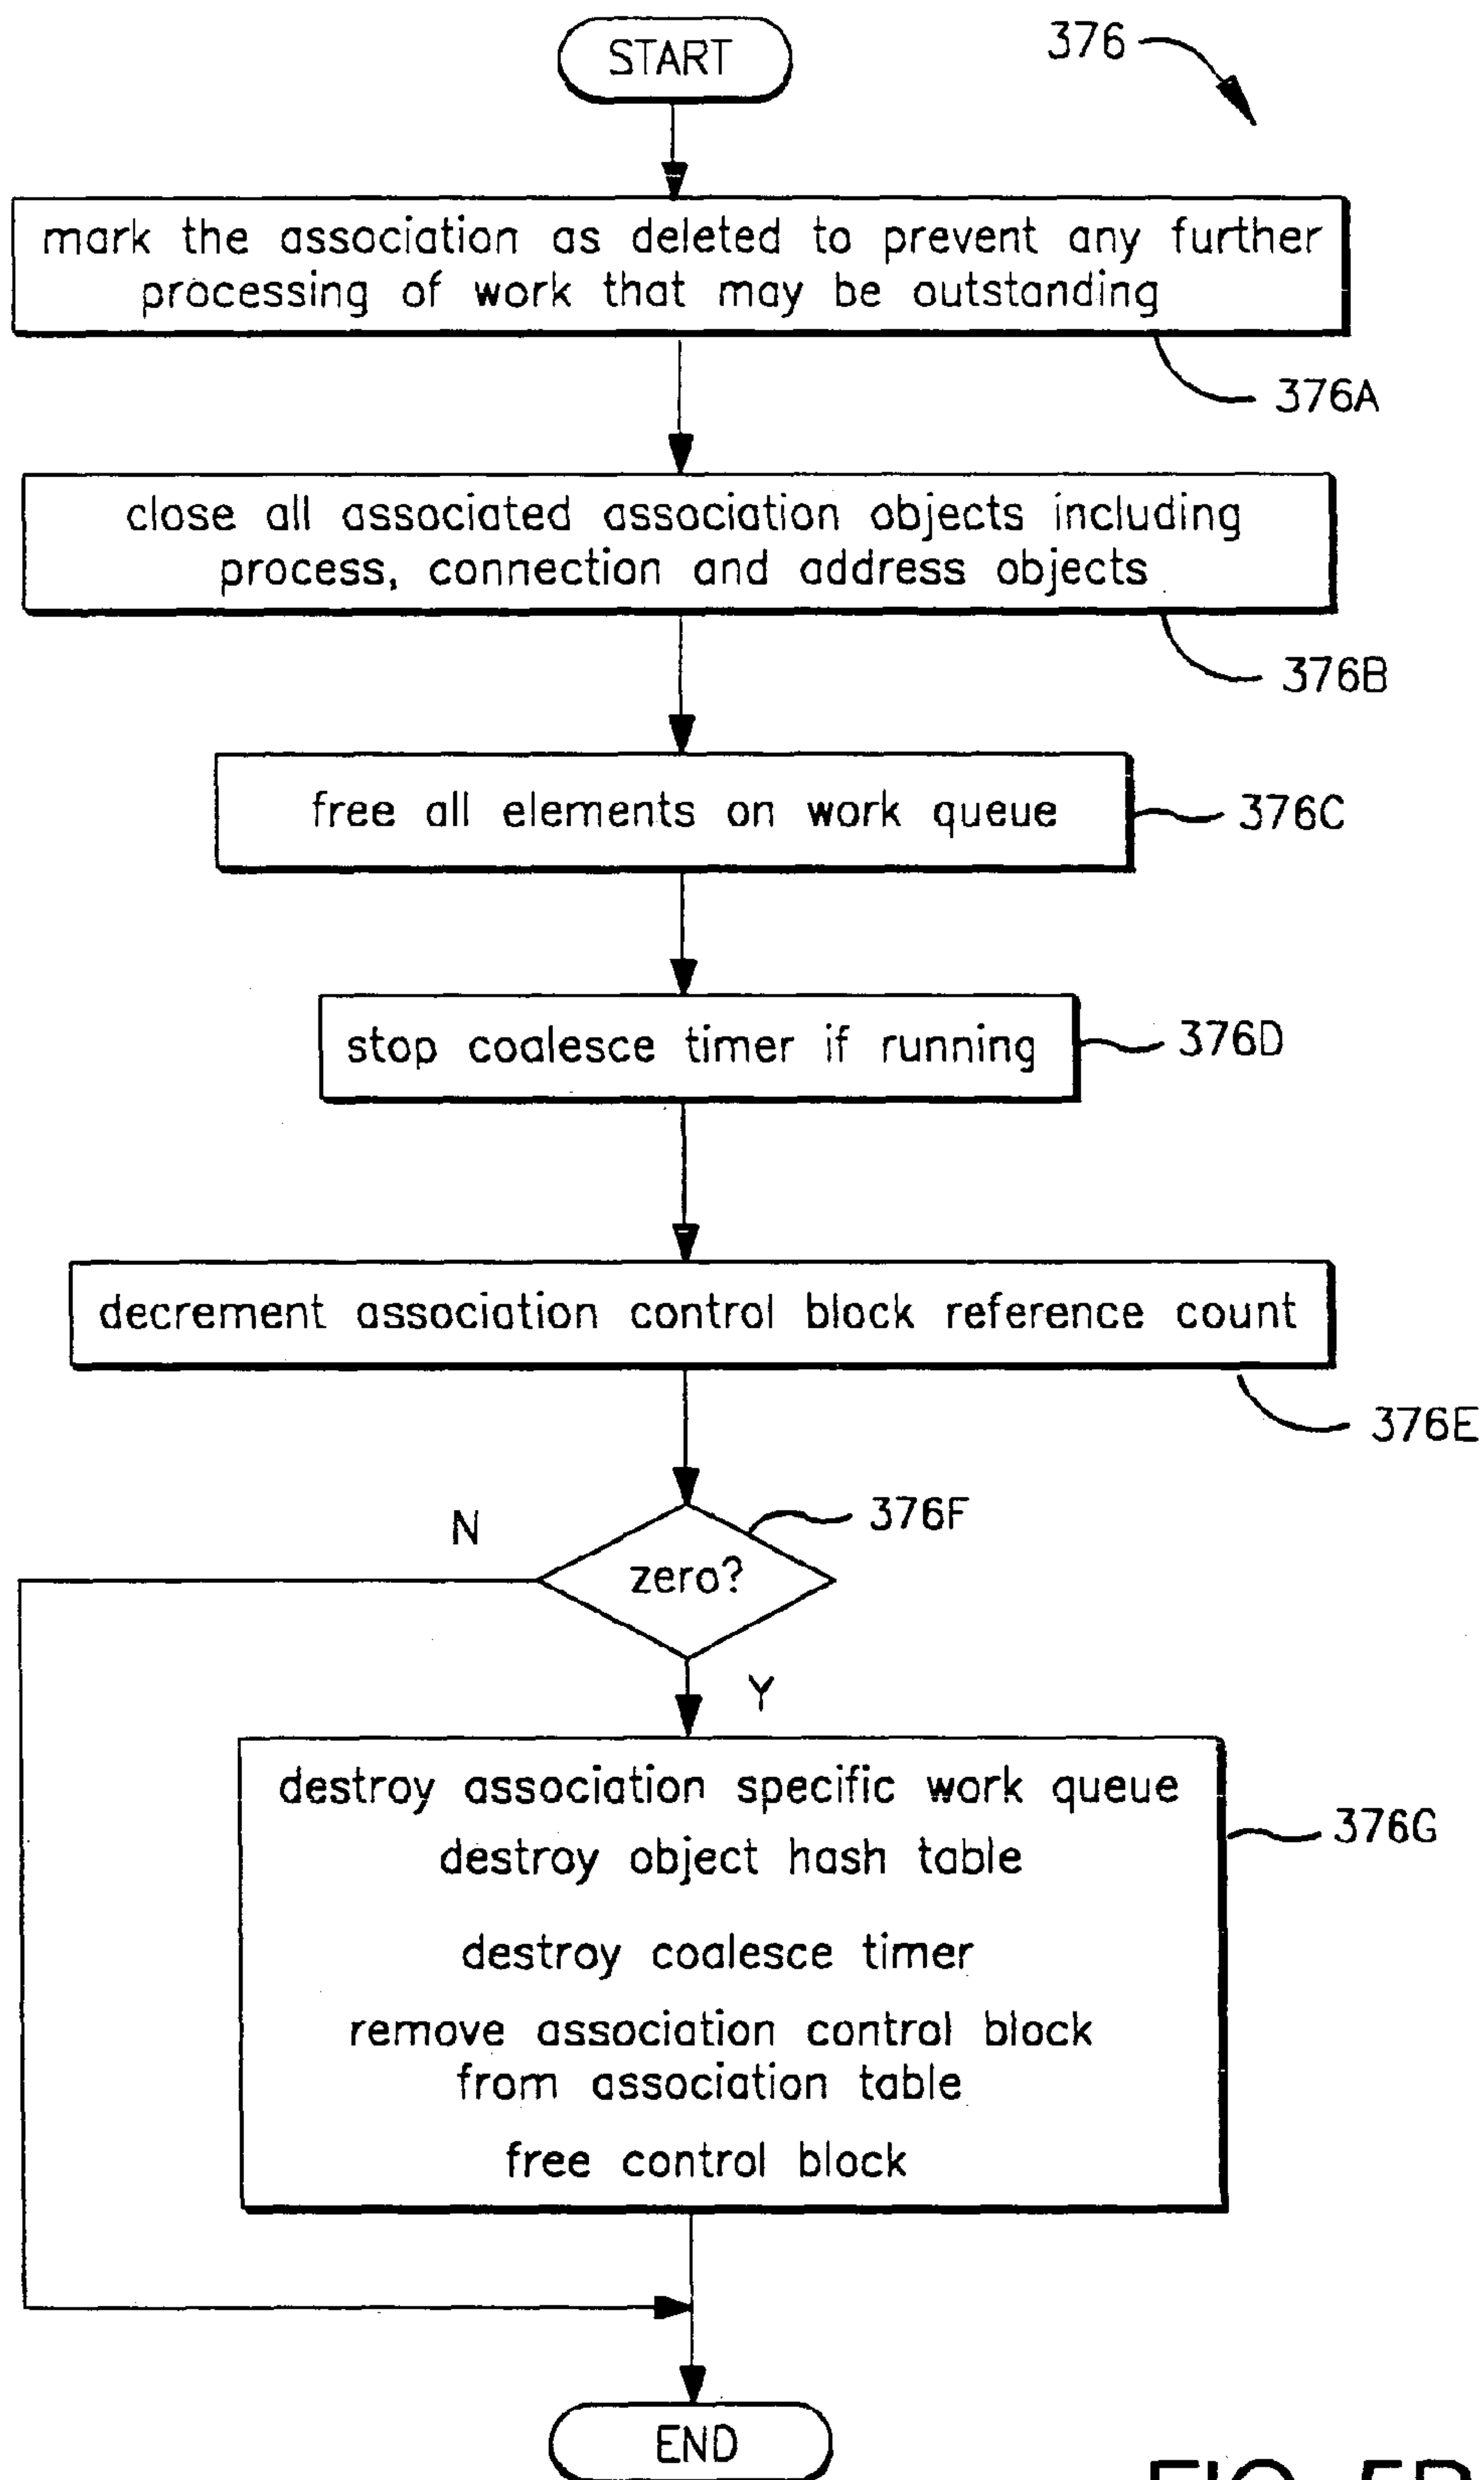 START
376
mark the association as deleted to prevent any further
processing of work that may be outstanding
376A
close all associated association objects including
process, connection and address objects
376B
free all elements on work queue
376C
stop coalesce timer if running
376D
decrement association control block reference count
376E
376F
N
zero?
Y
destroy association specific work queue
destroy object hash table
destroy coalesce timer
remove association control block
from association table
free control block
376G
END